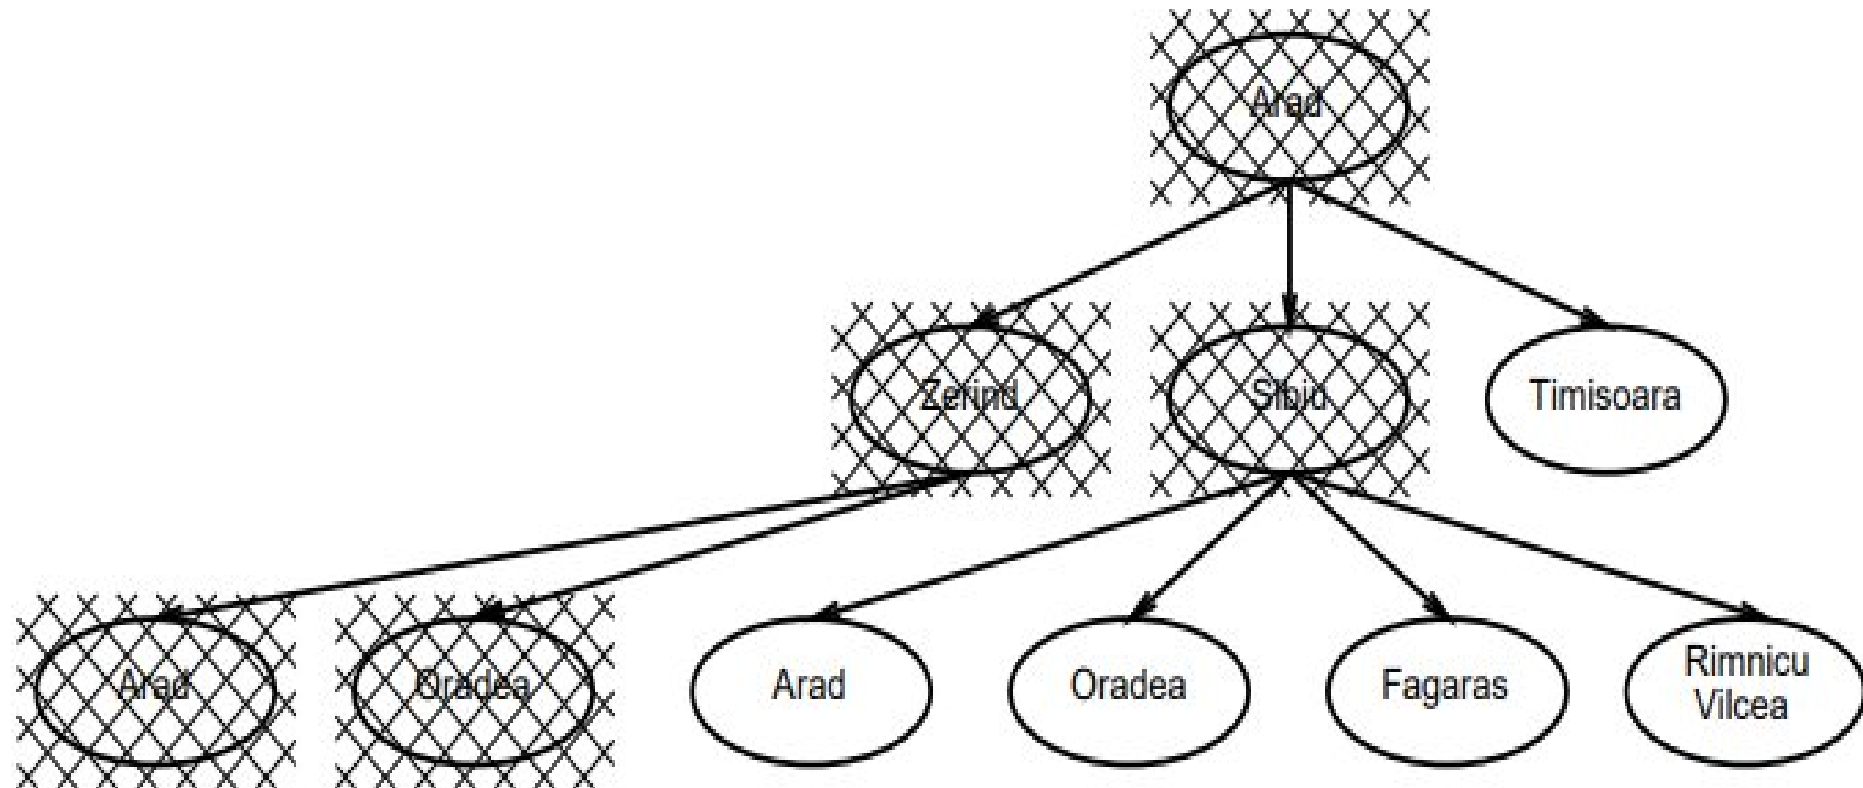 Arad
Zerind
Sibiu
Timisoara
Arad
Oradea
Arad
Oradea
Fagaras
Rimnicu
Vilcea